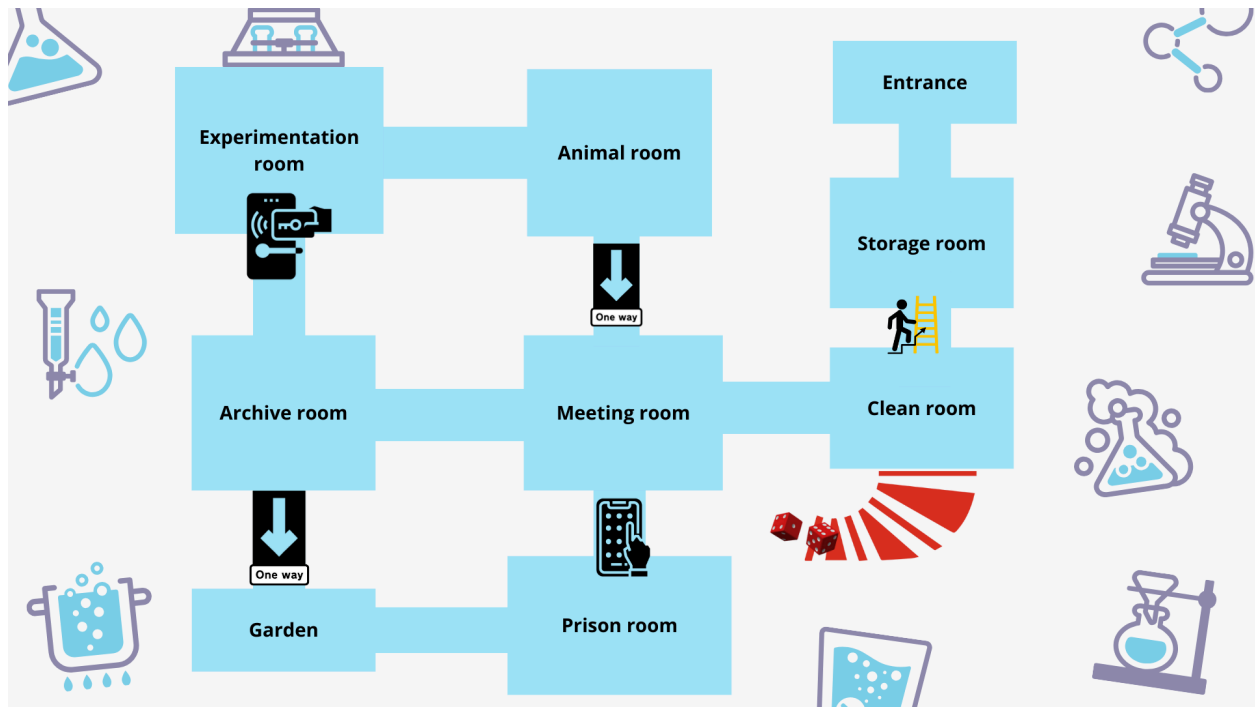 Entrance
Experimentation
room
Animal room
Storage room
One way
Archive room
Meeting room
Clean room
One way
Garden
Prison room